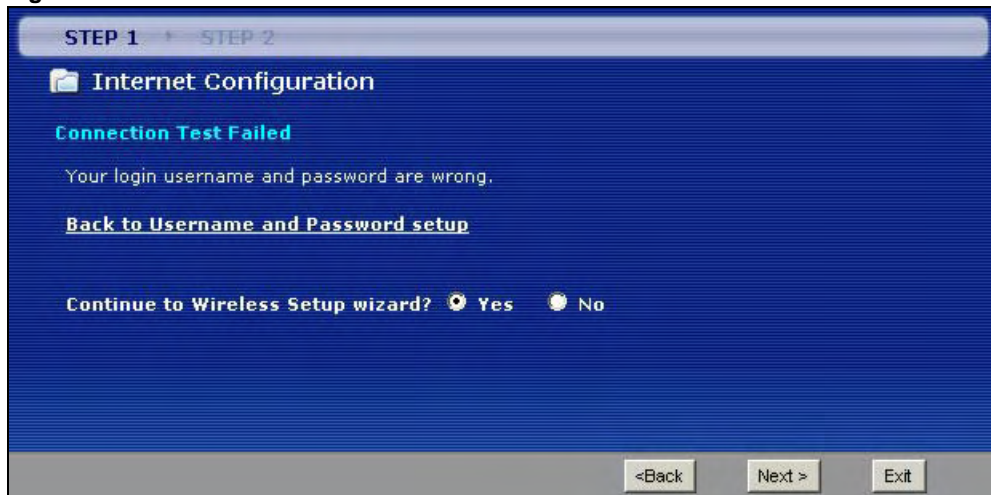 STEP 1 STEP 2
Internet Configuration
Connection Test Failed
Your login username and password are wrong.
Back to Username and Password setup
Continue to Wireless Setup wizard? Yes No
<Back Next > Exit